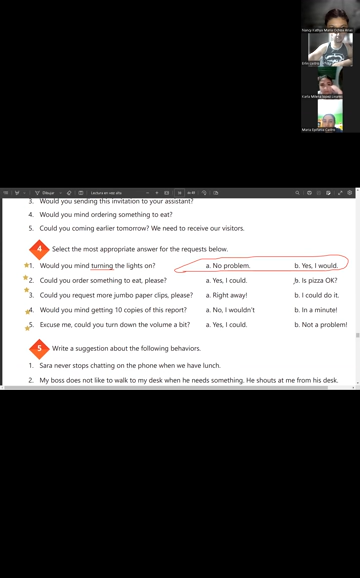 Dibujar
Lectura en voz alta
3. Would you sending this invitation to your assistant?
4. Would you mind ordering something to eat?
5. Could you coming earlier tomorrow? We need to receive our visitors.
4 Select the most appropriate answer for the requests below.
1. Would you mind turning the lights on? a. No problem. b. Yes, I would.
2. Could you order something to eat, please? a. Yes, I could. b. Is pizza OK?
3. Could you request more jumbo paper clips, please? a. Right away! b. I could do it.
4. Would you mind getting 10 copies of this report? a. No, I wouldn't b. In a minute!
5. Excuse me, could you turn down the volume a bit? a. Yes, I could. b. Not a problem!
5 Write a suggestion about the following behaviors.
1. Sara never stops chatting on the phone when we have lunch.
2. My boss does not like to walk to my desk when he needs something. He shouts at me from his desk.